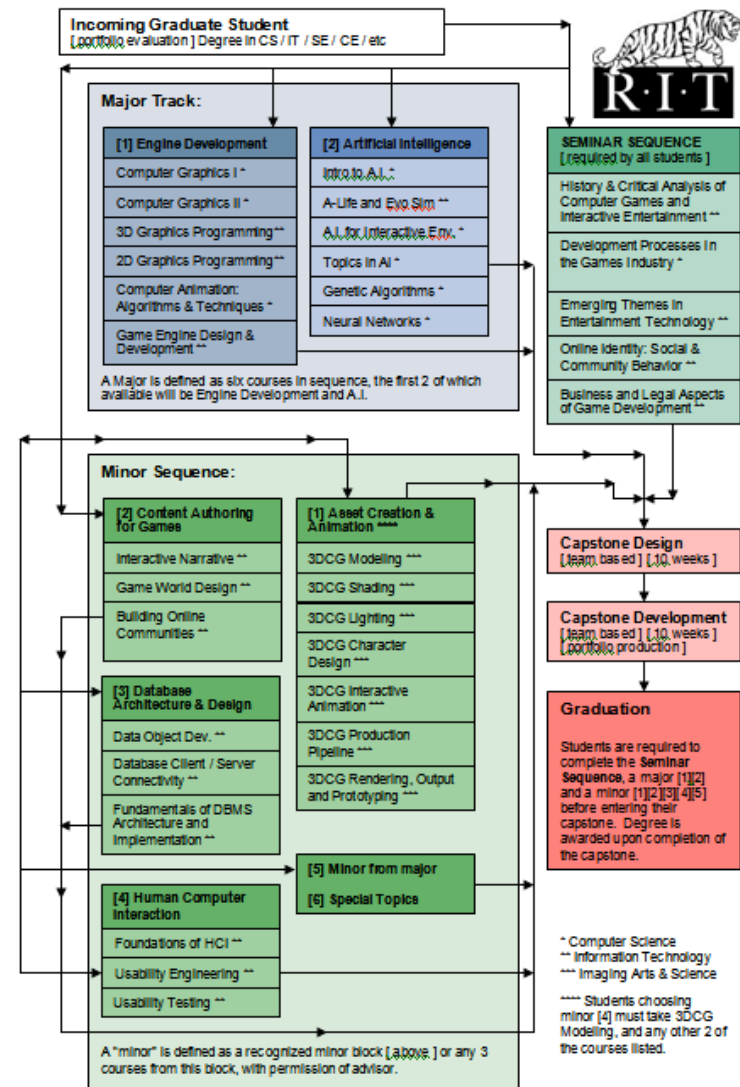 Incoming Graduate Student
[ portfolio evaluation ] Degree in CS / IT / SE / CE / etc
R·I·T
Major Track:
[1] Engine Development
Computer Graphics I *
Computer Graphics II *
3D Graphics Programming**
2D Graphics Programming**
Computer Animation:
Algorithms & Techniques *
Game Engine Design &
Development **
[2] Artificial Intelligence
Intro to A.I. *
A-Life and Evo Sim **
A.I. for Interactive Env. *
Topics in AI *
Genetic Algorithms *
Neural Networks *
A Major is defined as six courses in sequence, the first 2 of which
available will be Engine Development and A.I.
SEMINAR SEQUENCE
[ required by all students ]
History & Critical Analysis of
Computer Games and
Interactive Entertainment **
Development Processes in
the Games Industry *
Emerging Themes in
Entertainment Technology **
Online Identity: Social &
Community Behavior **
Business and Legal Aspects
of Game Development **
Minor Sequence:
[2] Content Authoring
for Games
Interactive Narrative **
Game World Design **
Building Online
Communities **
[3] Database
Architecture & Design
Data Object Dev. **
Database Client / Server
Connectivity **
Fundamentals of DBMS
Architecture and
Implementation **
[4] Human Computer
Interaction
Foundations of HCI **
Usability Engineering **
Usability Testing **
[1] Asset Creation &
Animation ****
3DCG Modeling ***
3DCG Shading ***
3DCG Lighting ***
3DCG Character
Design ***
3DCG Interactive
Animation ***
3DCG Production
Pipeline ***
3DCG Rendering, Output
and Prototyping ***
[5] Minor from major
[6] Special Topics
A "minor" is defined as a recognized minor block [ above ] or any 3
courses from this block, with permission of advisor.
Capstone Design
[ team based ] [ 10 weeks ]
Capstone Development
[ team based ] [ 10 weeks ]
[ portfolio production ]
Graduation
Students are required to
complete the Seminar
Sequence, a major [1][2]
and a minor [1][2][3][4][5]
before entering their
capstone. Degree is
awarded upon completion of
the capstone.
* Computer Science
** Information Technology
*** Imaging Arts & Science
**** Students choosing
minor [4] must take 3DCG
Modeling, and any other 2 of
the courses listed.